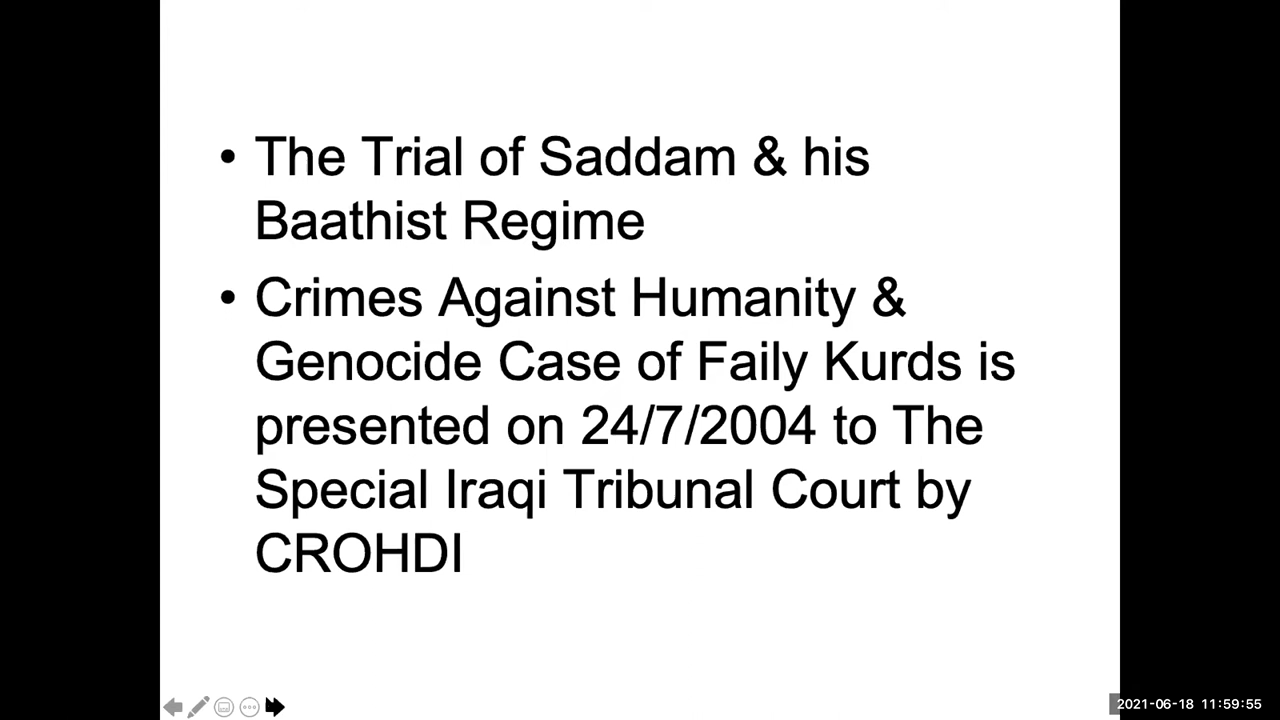 • The Trial of Saddam & his
Baathist Regime
• Crimes Against Humanity &
Genocide Case of Faily Kurds is
presented on 24/7/2004 to The
Special Iraqi Tribunal Court by
CROHDI
2021-06-18 11:59:55